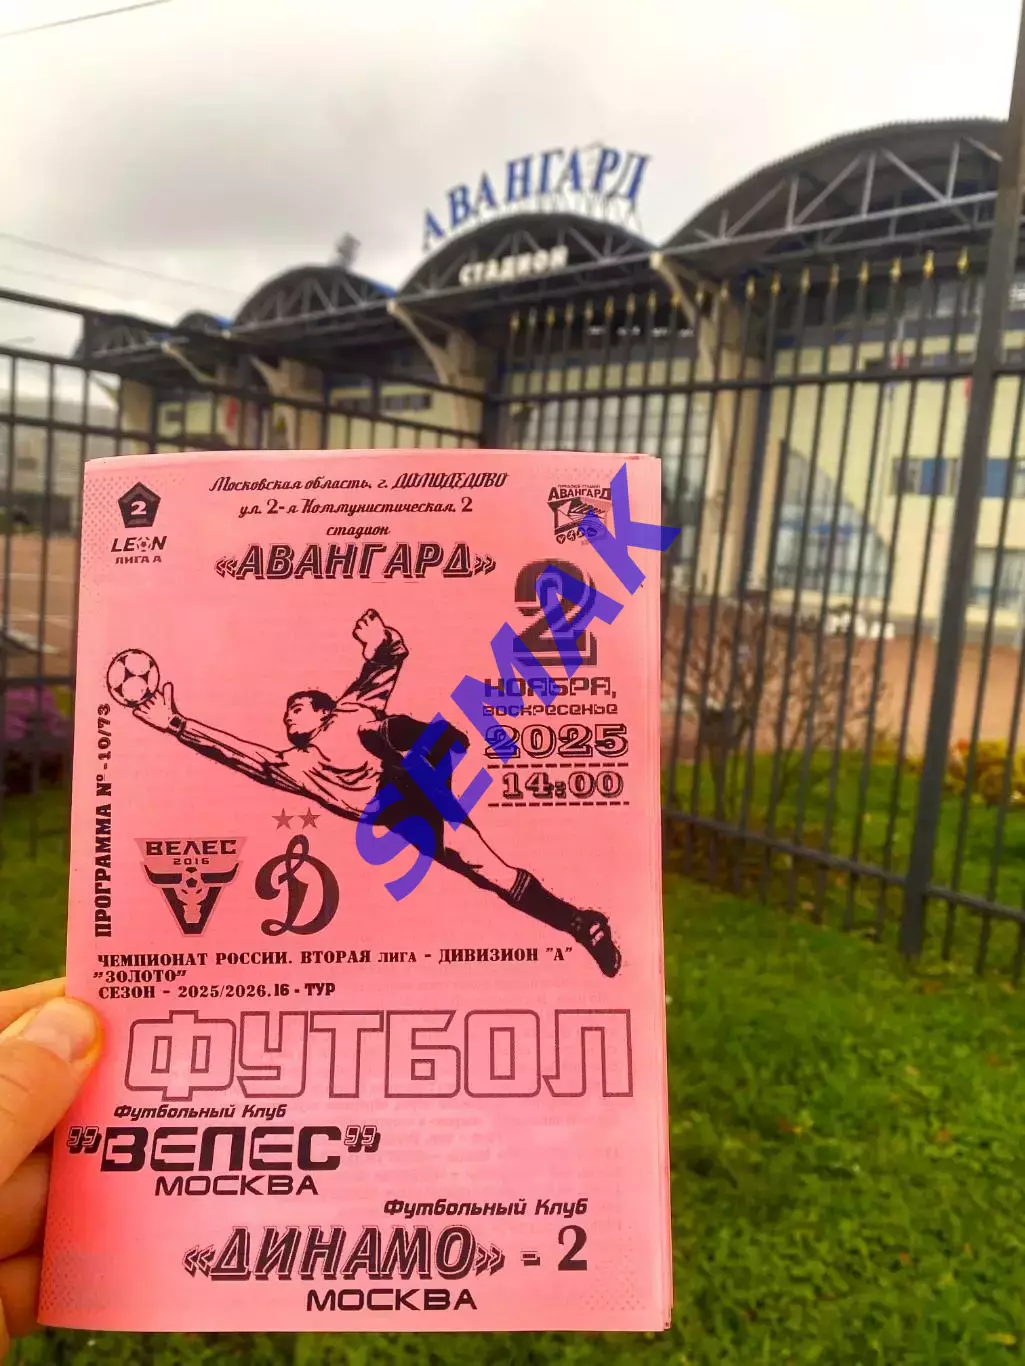 АВАНГАРД
СТАДИОН
Московская область, г. ДОМОДЕДОВО
ул. 2-я Коммунистическая, 2
стадион
«АВАНГАРД»
2
LEON
ЛИГА А
АВАНГАРД
2
НОЯБРЯ,
ВОСКРЕСЕНЬЕ
2025
14:00
ПРОГРАММА № -10/73
ВЕЛЕС
2016
Д
SEMAK
ЧЕМПИОНАТ РОССИИ. ВТОРАЯ ЛИГА - ДИВИЗИОН "А"
"ЗОЛОТО"
СЕЗОН - 2025/2026. 16 - ТУР
ФУТБОЛ
Футбольный Клуб
"ВЕЛЕС"
МОСКВА
Футбольный Клуб
«ДИНАМО» - 2
МОСКВА